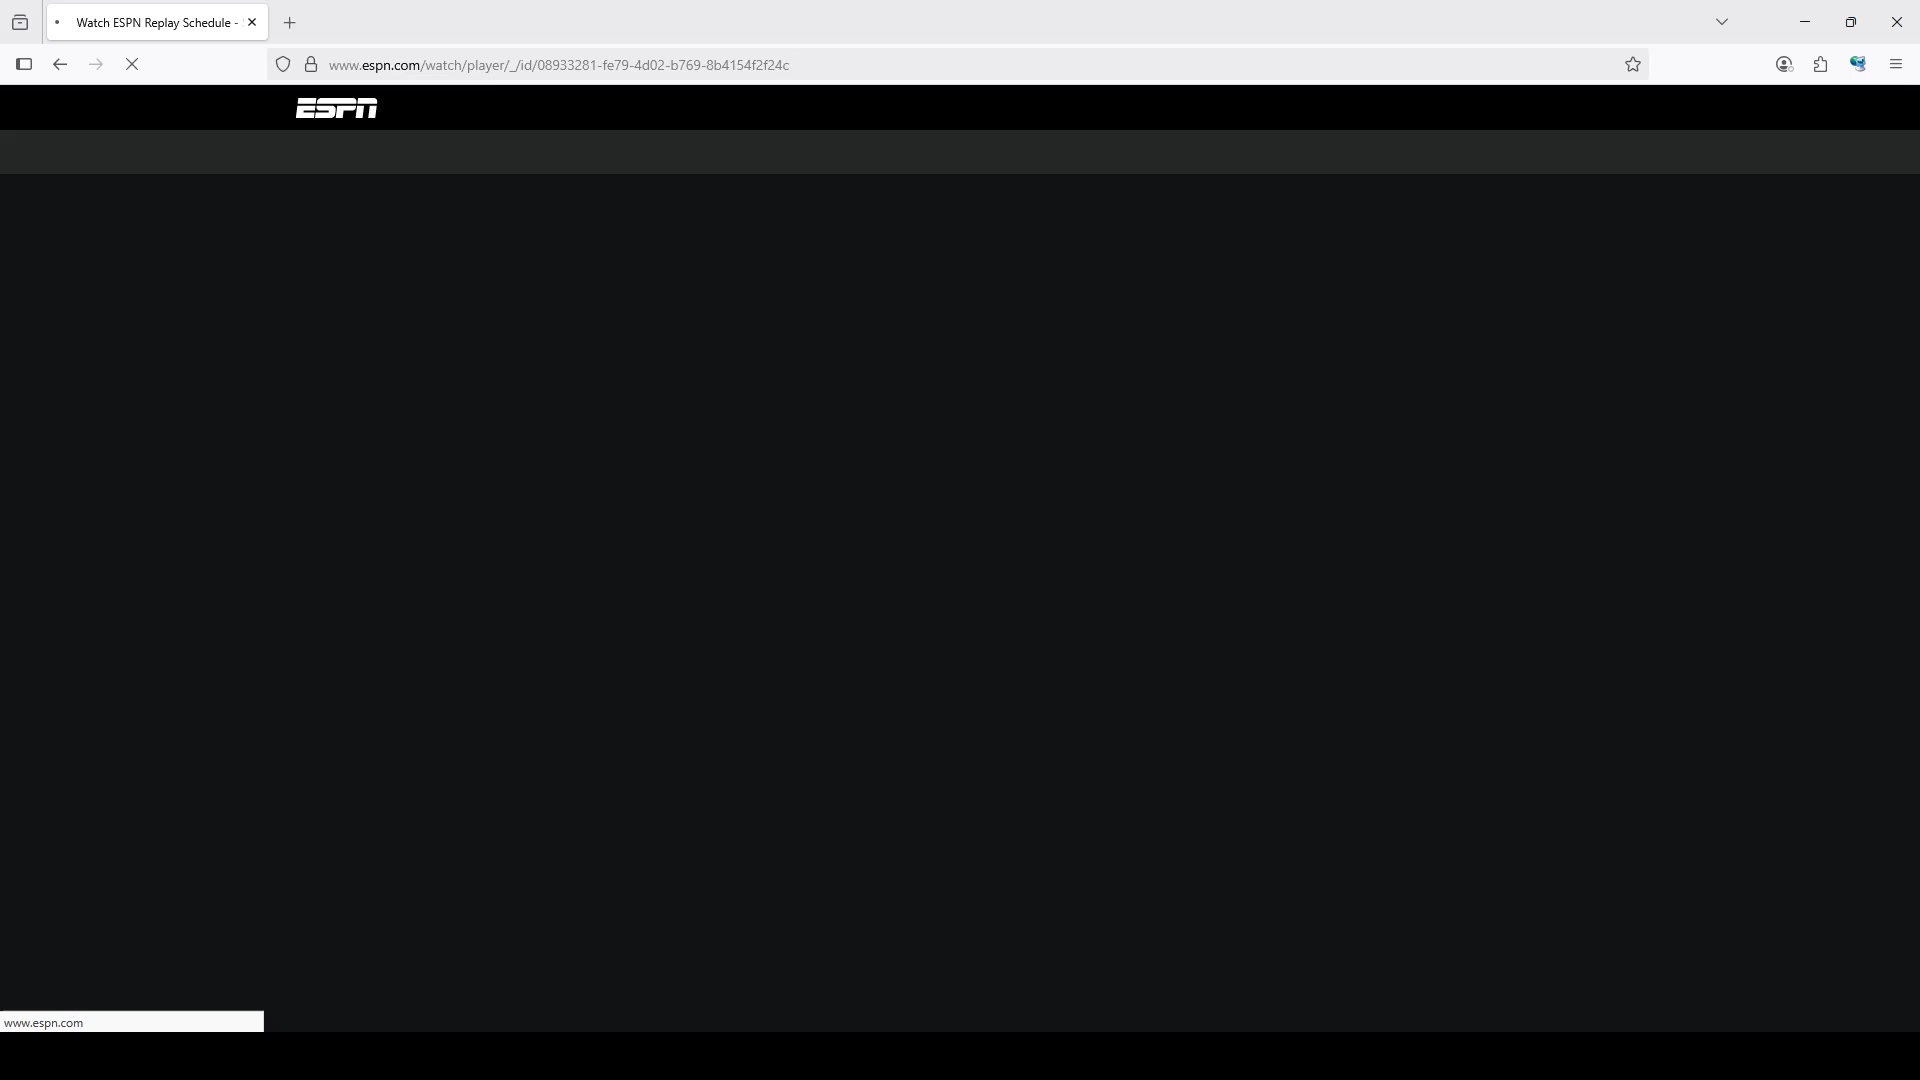 Watch ESPN Replay Schedule -
www.espn.com/watch/player/_/id/08933281-fe79-4d02-b769-8b4154f2f24c
ESPN
www.espn.com